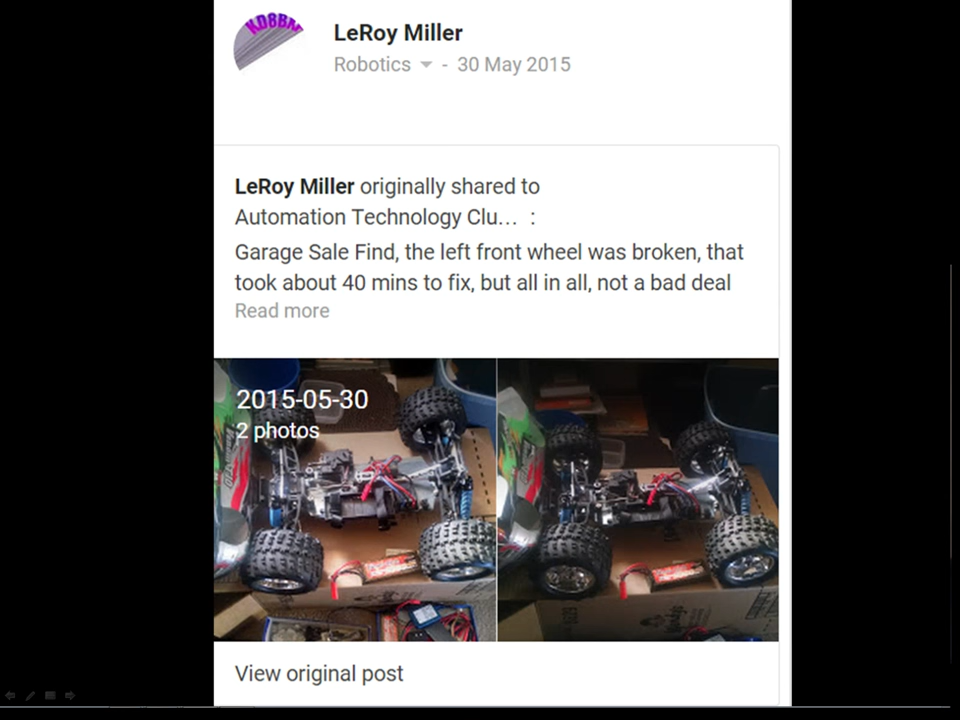 KD8BN
LeRoy Miller
Robotics - 30 May 2015
LeRoy Miller originally shared to
Automation Technology Clu… :
Garage Sale Find, the left front wheel was broken, that
took about 40 mins to fix, but all in all, not a bad deal
Read more
2015-05-30
2 photos
View original post